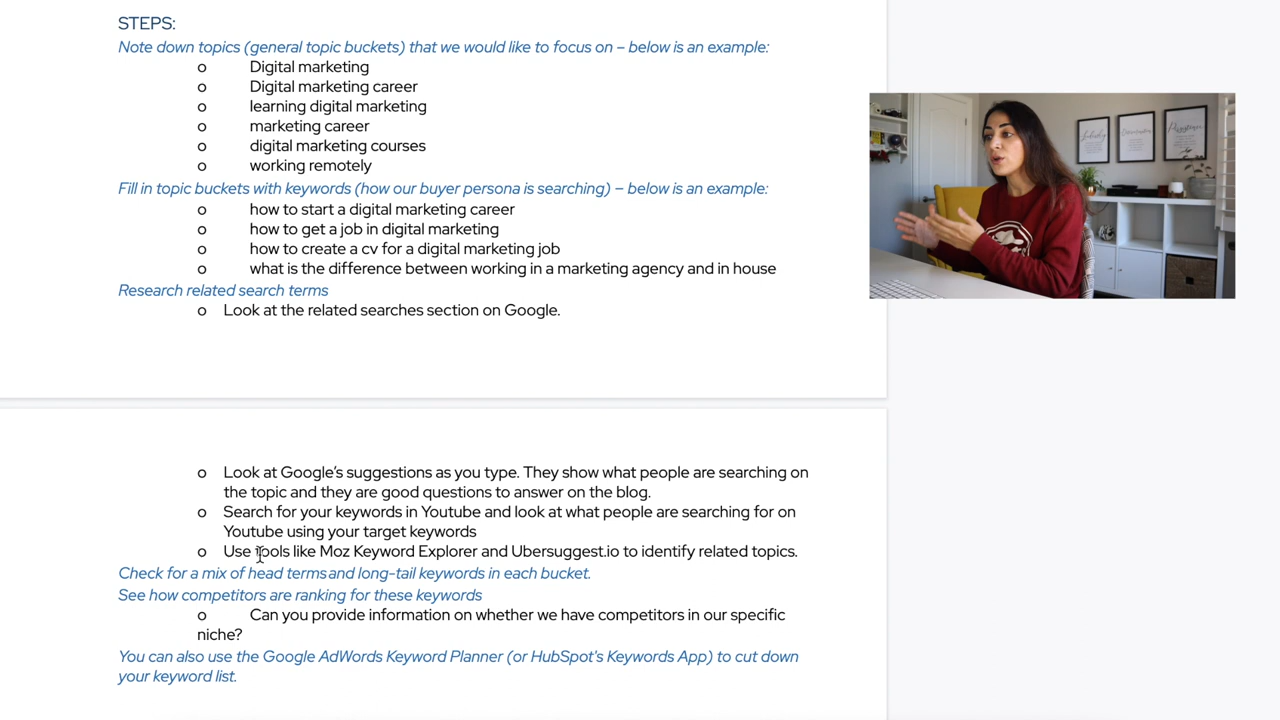 STEPS:
Note down topics (general topic buckets) that we would like to focus on – below is an example:
o Digital marketing
o Digital marketing career
o learning digital marketing
o marketing career
o digital marketing courses
o working remotely
Fill in topic buckets with keywords (how our buyer persona is searching) – below is an example:
o how to start a digital marketing career
o how to get a job in digital marketing
o how to create a cv for a digital marketing job
o what is the difference between working in a marketing agency and in house
Research related search terms
o Look at the related searches section on Google.
o Look at Google's suggestions as you type. They show what people are searching on
the topic and they are good questions to answer on the blog.
o Search for your keywords in Youtube and look at what people are searching for on
Youtube using your target keywords
o Use tools like Moz Keyword Explorer and Ubersuggest.io to identify related topics.
Check for a mix of head terms and long-tail keywords in each bucket.
See how competitors are ranking for these keywords
o Can you provide information on whether we have competitors in our specific
niche?
You can also use the Google AdWords Keyword Planner (or HubSpot's Keywords App) to cut down
your keyword list.